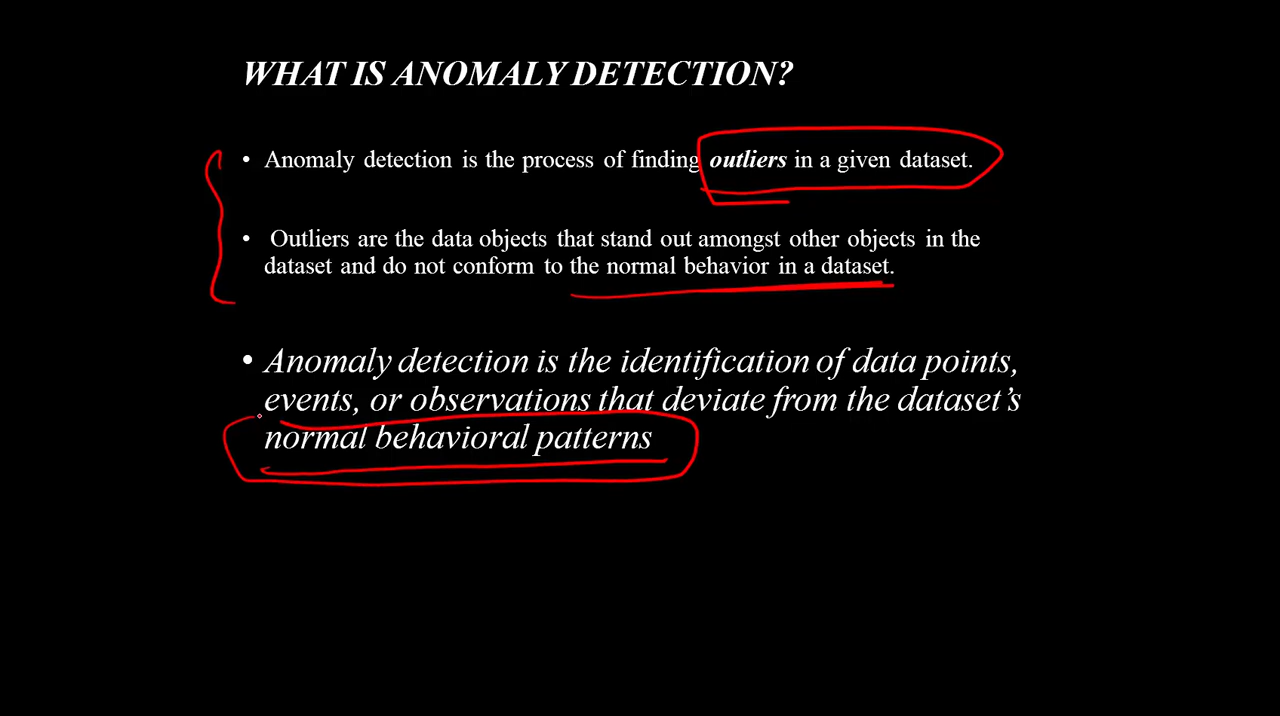 WHAT IS ANOMALY DETECTION?
• Anomaly detection is the process of finding outliers in a given dataset.
• Outliers are the data objects that stand out amongst other objects in the
dataset and do not conform to the normal behavior in a dataset.
• Anomaly detection is the identification of data points,
events, or observations that deviate from the dataset’s
normal behavioral patterns